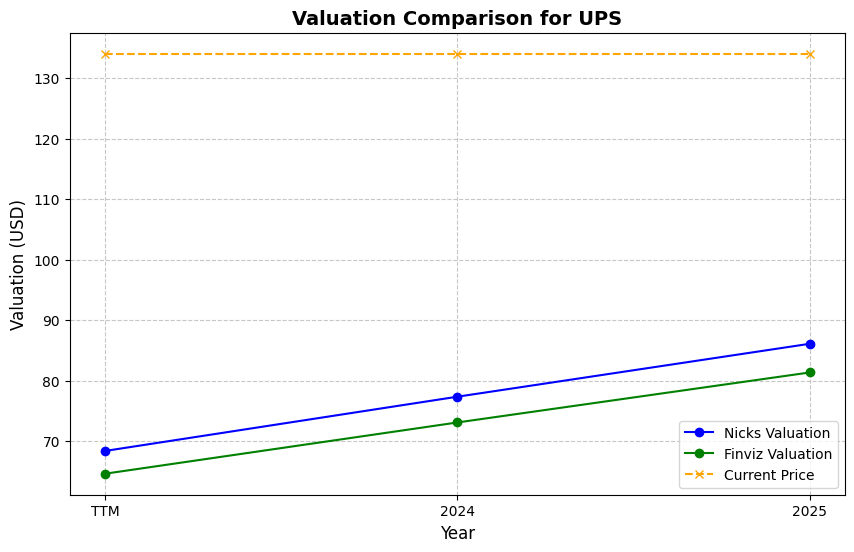 Valuation Comparison for UPS
Valuation (USD)
130
120
110
100
90
80
70
TTM
2024
2025
Year
Nicks Valuation
Finviz Valuation
Current Price